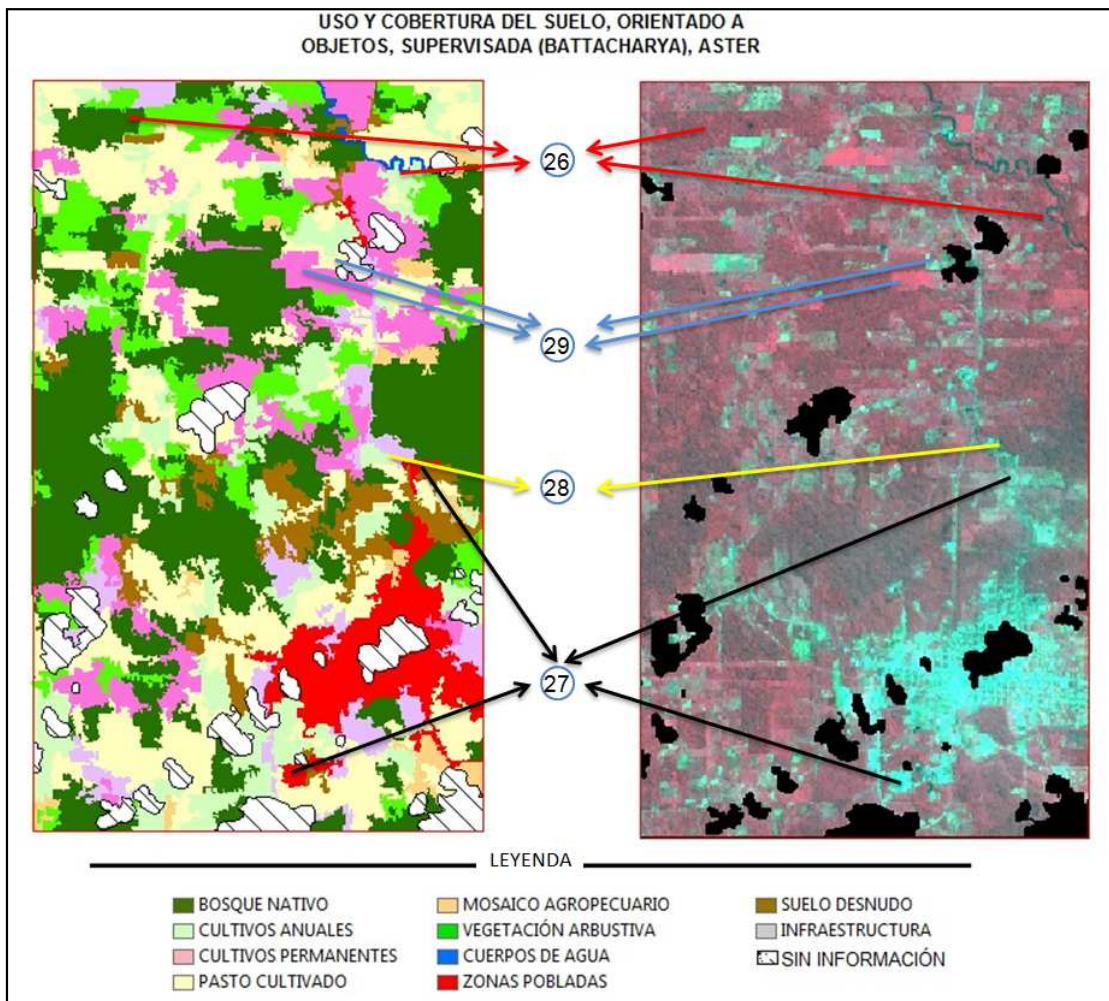 USO Y COBERTURA DEL SUELO, ORIENTADO A
OBJETOS, SUPERVISADA (BATTACHARYA), ASTER
26
29
28
27
LEYENDA
BOSQUE NATIVO
CULTIVOS ANUALES
CULTIVOS PERMANENTES
PASTO CULTIVADO
MOSAICO AGROPECUARIO
VEGETACIÓN ARBUSTIVA
CUERPOS DE AGUA
ZONAS POBLADAS
SUELO DESNUDO
INFRAESTRUCTURA
SIN INFORMACIÓN